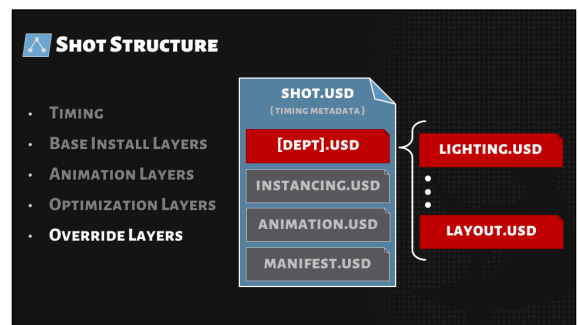 Shot Structure
• Timing
• Base Install Layers
• Animation Layers
• Optimization Layers
• Override Layers
SHOT.USD
{TIMING METADATA}
[DEPT].USD
INSTANCING.USD
ANIMATION.USD
MANIFEST.USD
LIGHTING.USD
LAYOUT.USD